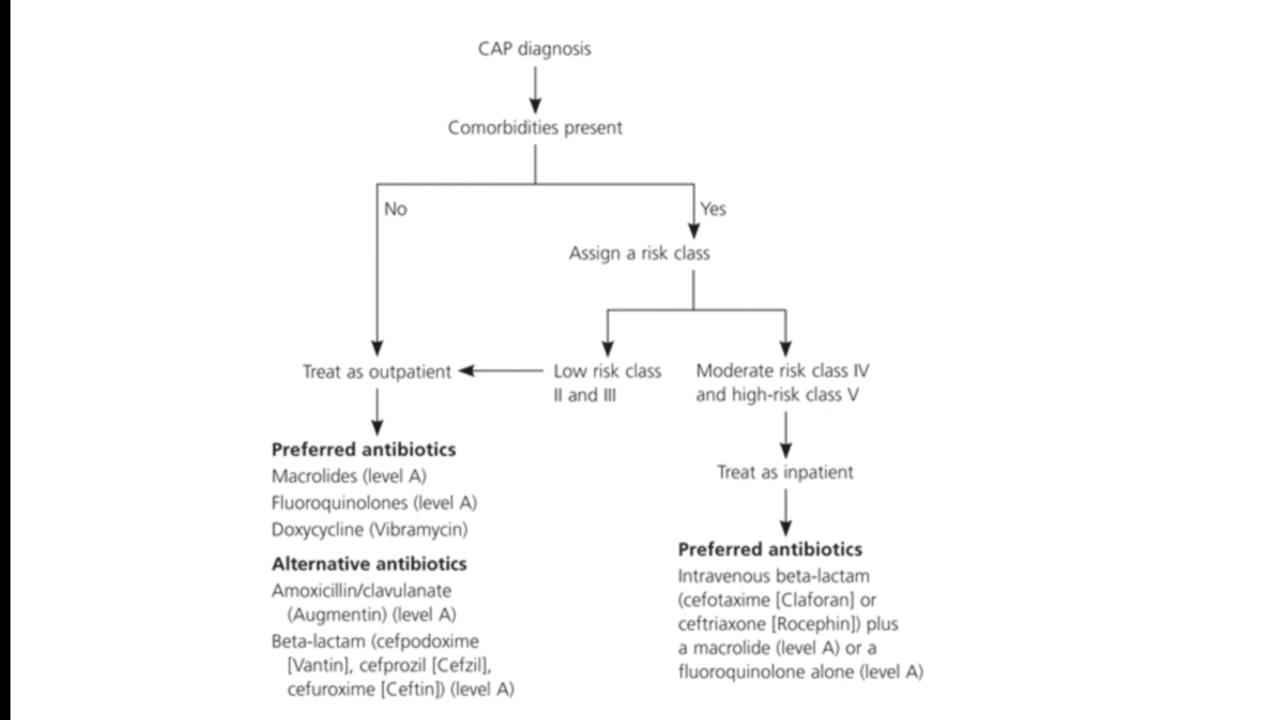 CAP diagnosis
Comorbidities present
No
Yes
Assign a risk class
Treat as outpatient
Low risk class
II and III
Moderate risk class IV
and high-risk class V
Treat as inpatient
Preferred antibiotics
Macrolides (level A)
Fluoroquinolones (level A)
Doxycycline (Vibramycin)
Alternative antibiotics
Amoxicillin/clavulanate
(Augmentin) (level A)
Beta-lactam (cefpodoxime
[Vantin], cefprozil [Cefzil],
cefuroxime [Ceftin]) (level A)
Preferred antibiotics
Intravenous beta-lactam
(cefotaxime [Claforan] or
ceftriaxone [Rocephin]) plus
a macrolide (level A) or a
fluoroquinolone alone (level A)